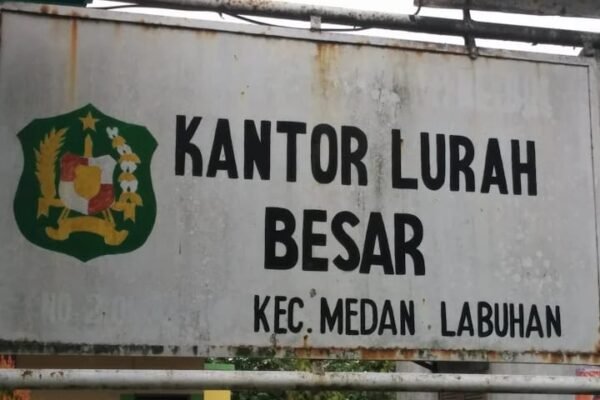 KANTOR LURAH
BESAR
KEC. MEDAN LABUHAN